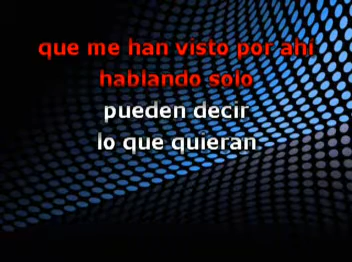 que me han visto por ahí
hablando solo
pueden decir
lo que quieran